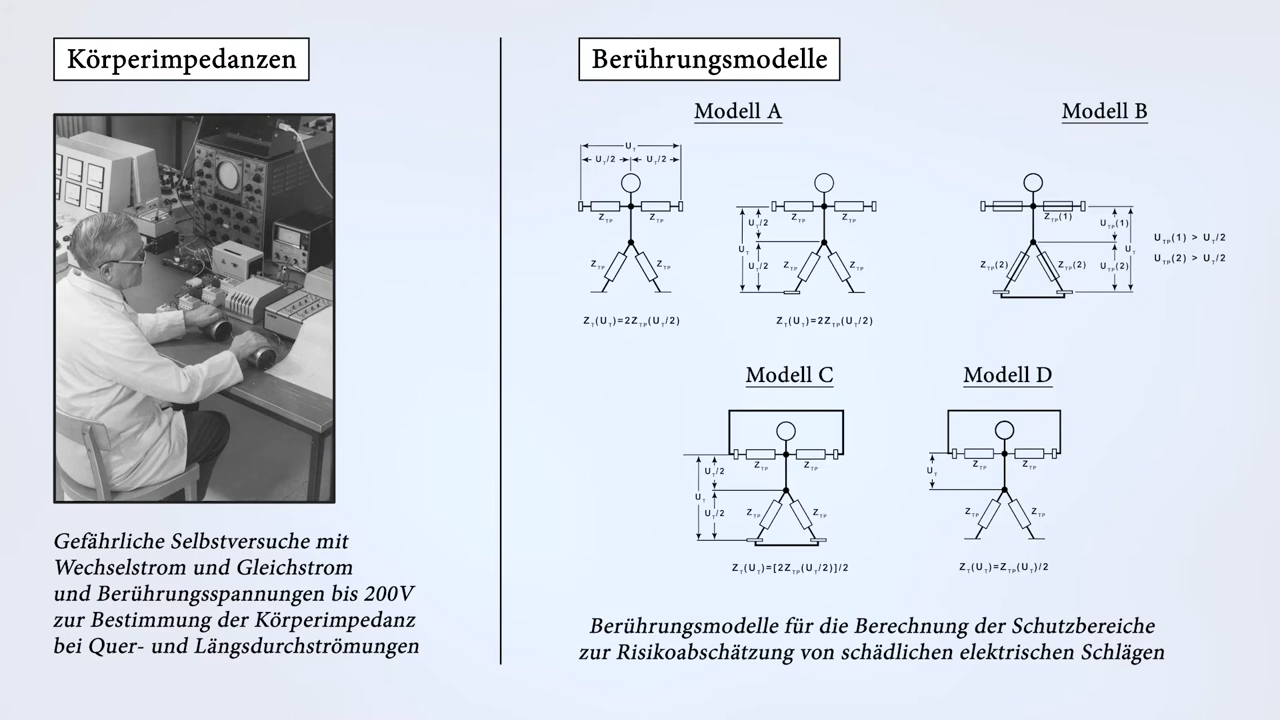 Körperimpedanzen
Gefährliche Selbstversuche mit
Wechselstrom und Gleichstrom
und Berührungsspannungen bis 200V
zur Bestimmung der Körperimpedanz
bei Quer- und Längsdurchströmungen
Berührungsmodelle
Modell A
U_T
U_T/2 U_T/2
Z_TP Z_TP
Z_TP Z_TP
Z_T(U_T)=2Z_TP(U_T/2)
Z_TP Z_TP
U_T/2
U_T
U_T/2
Z_TP Z_TP
Z_T(U_T)=2Z_TP(U_T/2)
Modell B
Z_TP(1)
U_TP(1)
U_T
Z_TP(2) Z_TP(2) U_TP(2)
U_TP(1) > U_T/2
U_TP(2) > U_T/2
Modell C
Z_TP Z_TP
U_T/2
U_T
U_T/2
Z_TP Z_TP
Z_T(U_T)=[2Z_TP(U_T/2)]/2
Modell D
Z_TP Z_TP
U_T
Z_TP Z_TP
Z_T(U_T)=Z_TP(U_T)/2
Berührungsmodelle für die Berechnung der Schutzbereiche
zur Risikoabschätzung von schädlichen elektrischen Schlägen